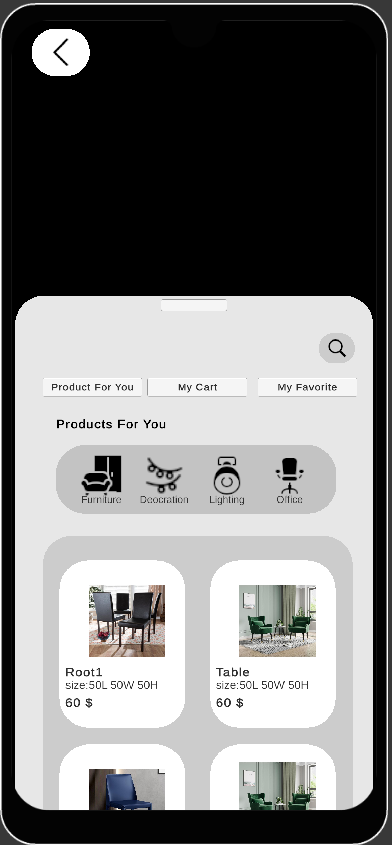 Product For You My Cart My Favorite
Products For You
Furniture Decoration Lighting Office
Root1 Table
size:50L 50W 50H size:50L 50W 50H
60 $ 60 $